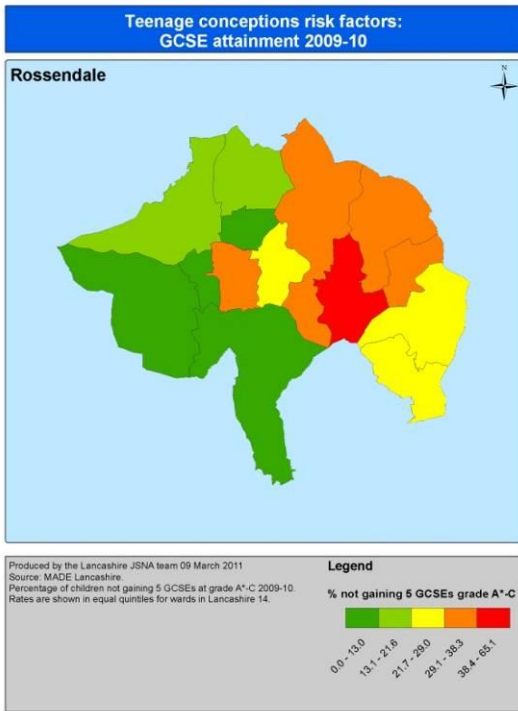 Teenage conceptions risk factors:
GCSE attainment 2009-10
Rossendale
N
Produced by the Lancashire JSNA team 09 March 2011
Source: MADE Lancashire.
Percentage of children not gaining 5 GCSEs at grade A*-C 2009-10.
Rates are shown in equal quintiles for wards in Lancashire 14.
Legend
% not gaining 5 GCSEs grade A*-C
0.0 - 13.0
13.1 - 21.6
21.7 - 29.0
29.1 - 38.3
38.4 - 65.1